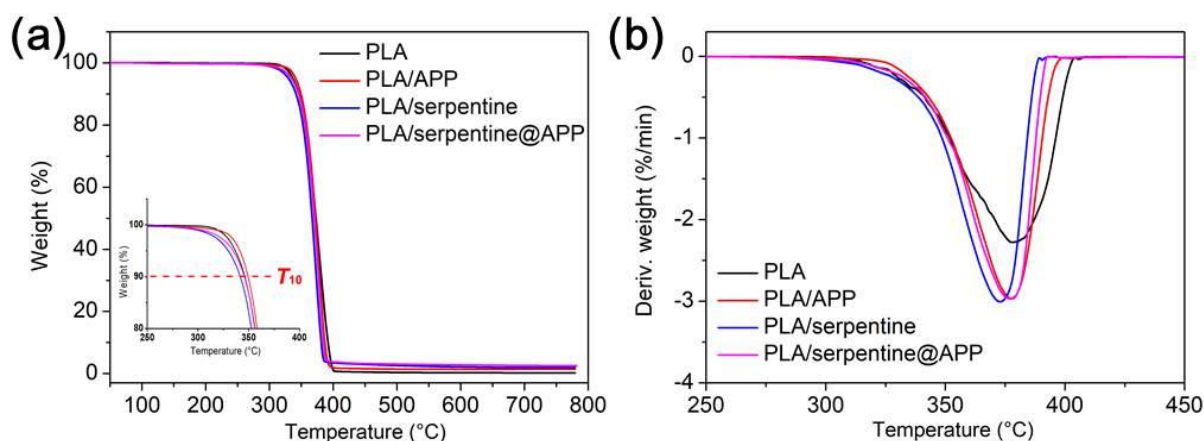 (a)
PLA
PLA/APP
PLA/serpentine
PLA/serpentine@APP
Weight (%)
100
80
60
40
20
0
100 200 300 400 500 600 700 800
Temperature (°C)
Weight (%)
100
90
80
T10
250 300 350 400
Temperature (°C)
(b)
Deriv. weight (%/min)
0
-1
-2
-3
-4
PLA
PLA/APP
PLA/serpentine
PLA/serpentine@APP
250 300 350 400 450
Temperature (°C)